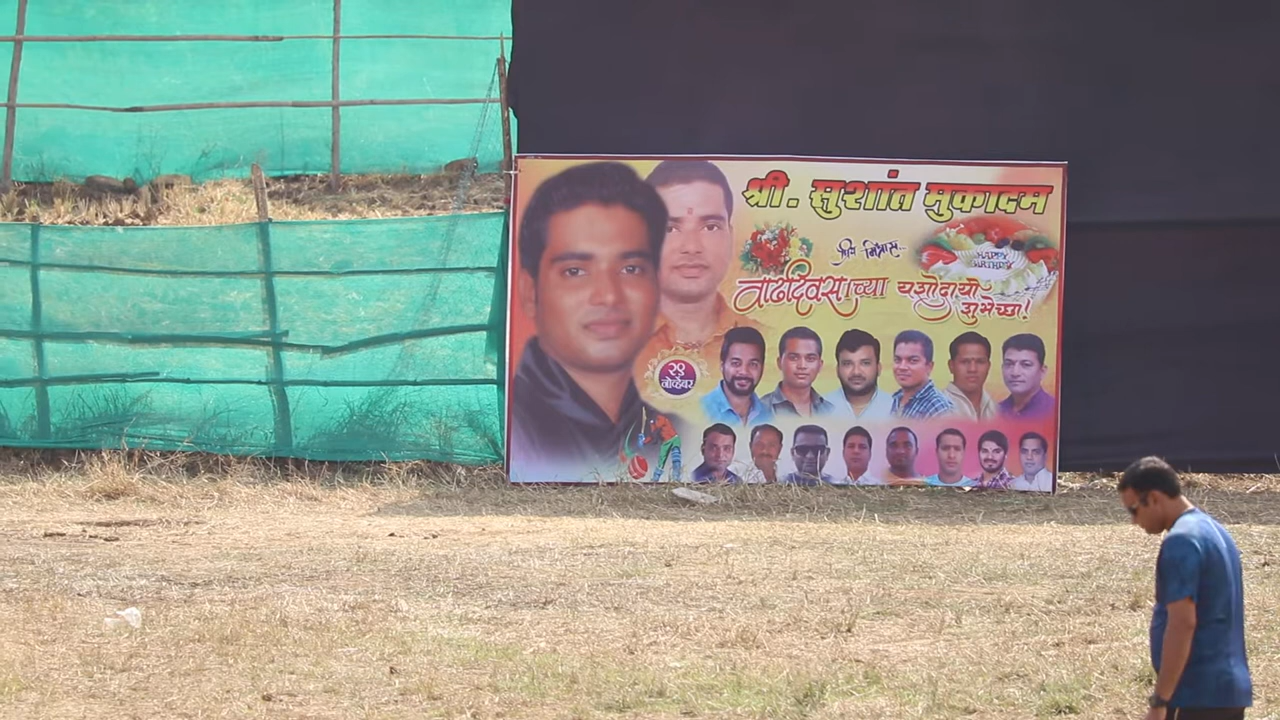 श्री. सुशांत मुकादम
प्रिय मित्रास..
HAPPY
BIRTHDAY
वाढदिवसाच्या यशोदायी
शुभेच्छा!
२९
नोव्हेंबर